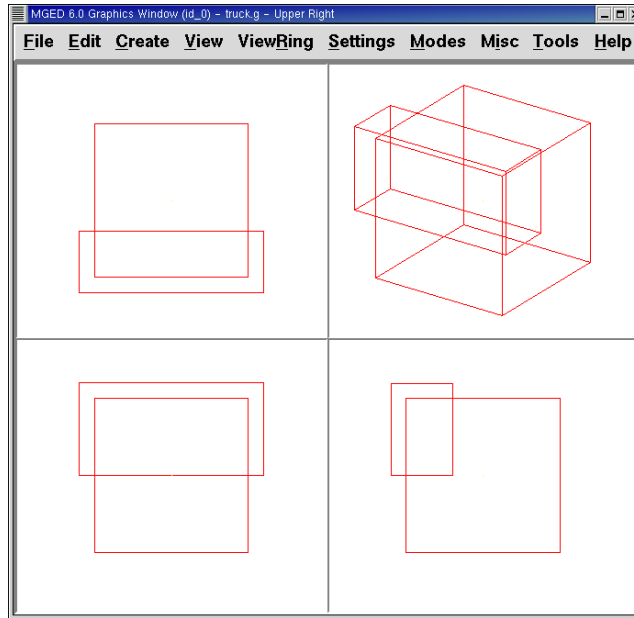 MGED 6.0 Graphics Window (id_0) - truck.g - Upper Right
File Edit Create View ViewRing Settings Modes Misc Tools Help